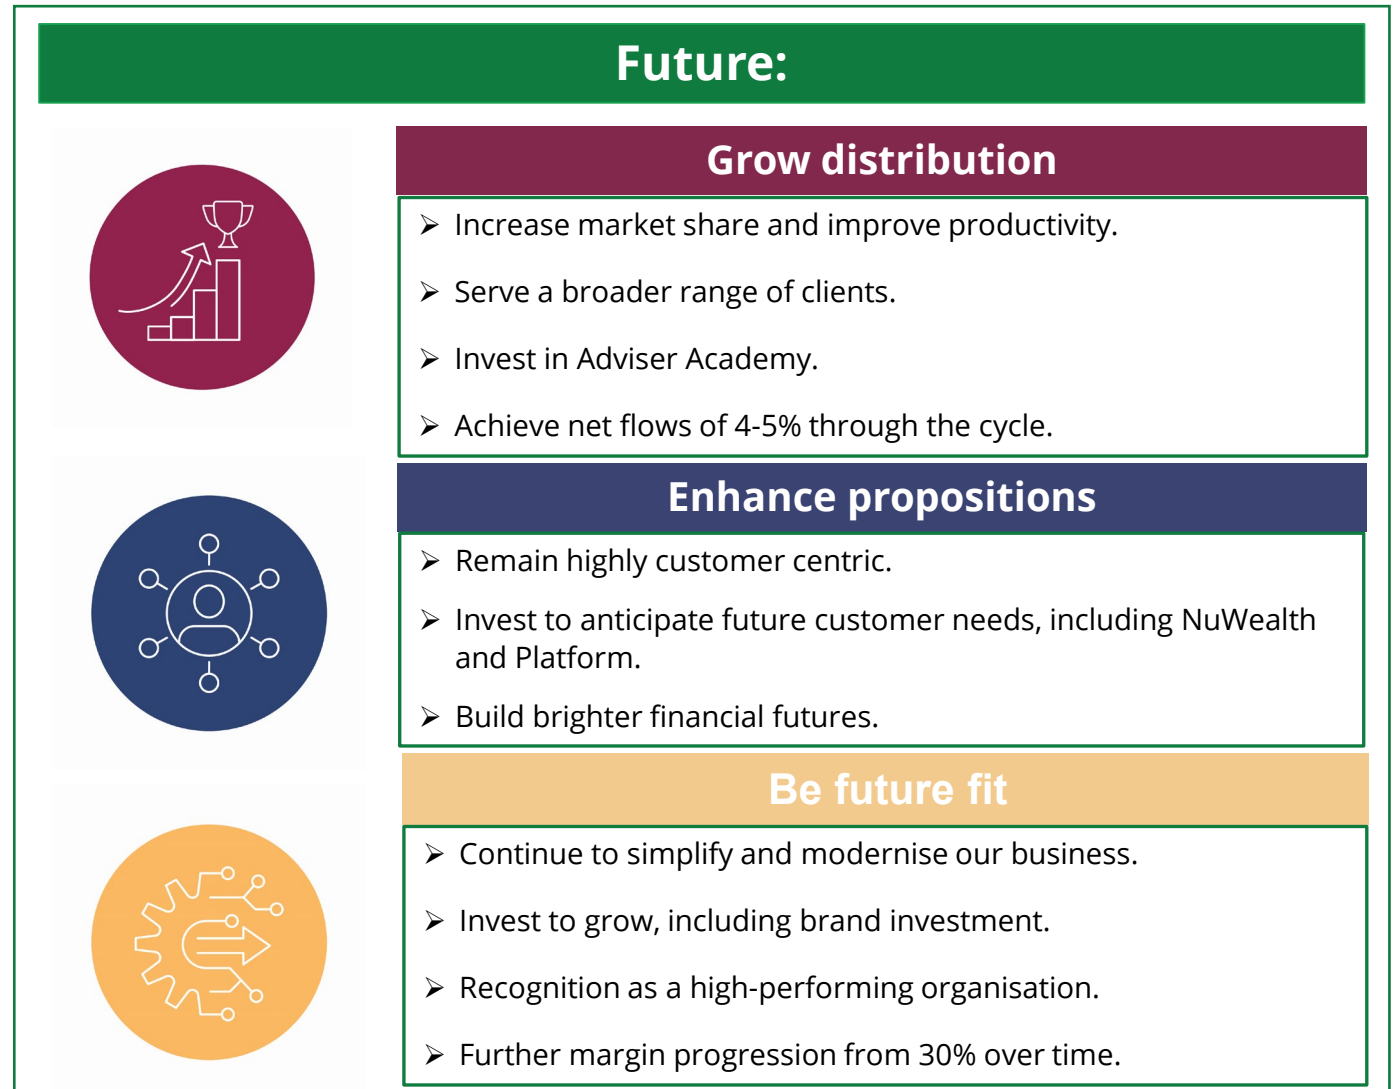 Future:
Grow distribution
➢ Increase market share and improve productivity.
➢ Serve a broader range of clients.
➢ Invest in Adviser Academy.
➢ Achieve net flows of 4-5% through the cycle.
Enhance propositions
➢ Remain highly customer centric.
➢ Invest to anticipate future customer needs, including NuWealth
and Platform.
➢ Build brighter financial futures.
Be future fit
➢ Continue to simplify and modernise our business.
➢ Invest to grow, including brand investment.
➢ Recognition as a high-performing organisation.
➢ Further margin progression from 30% over time.